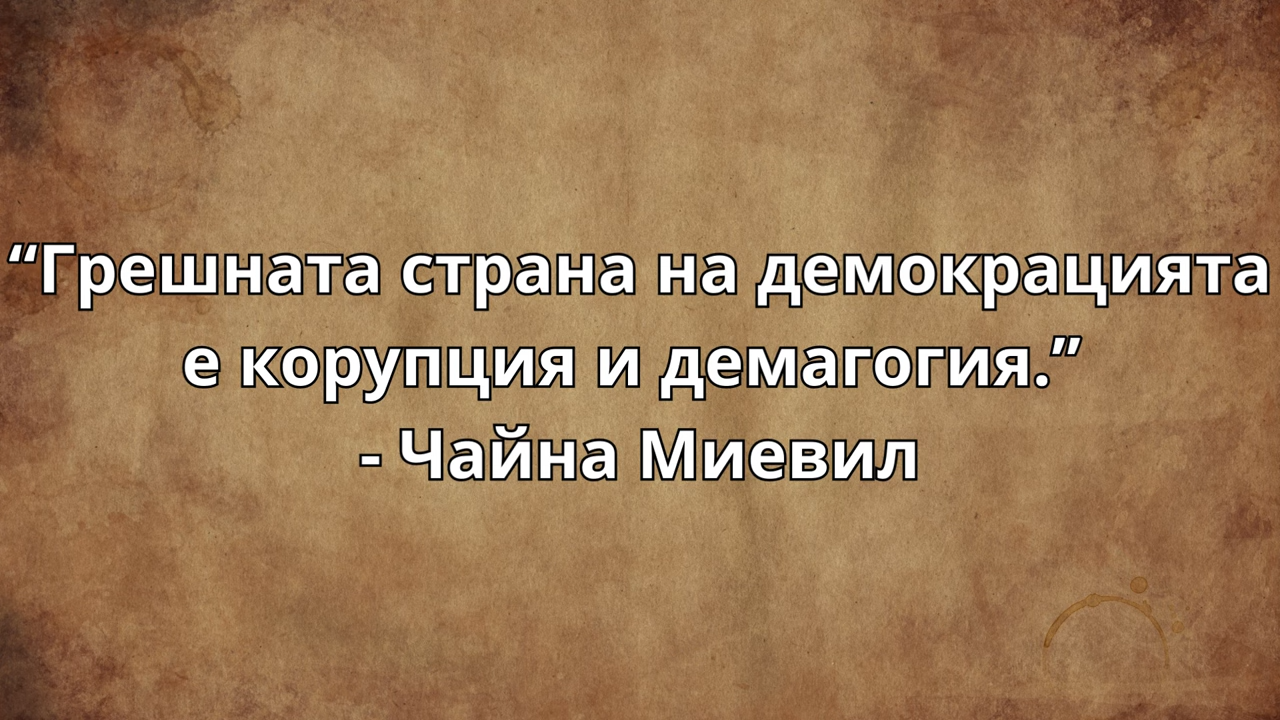 “Грешната страна на демокрацията
е корупция и демагогия.”
- Чайна Миевил